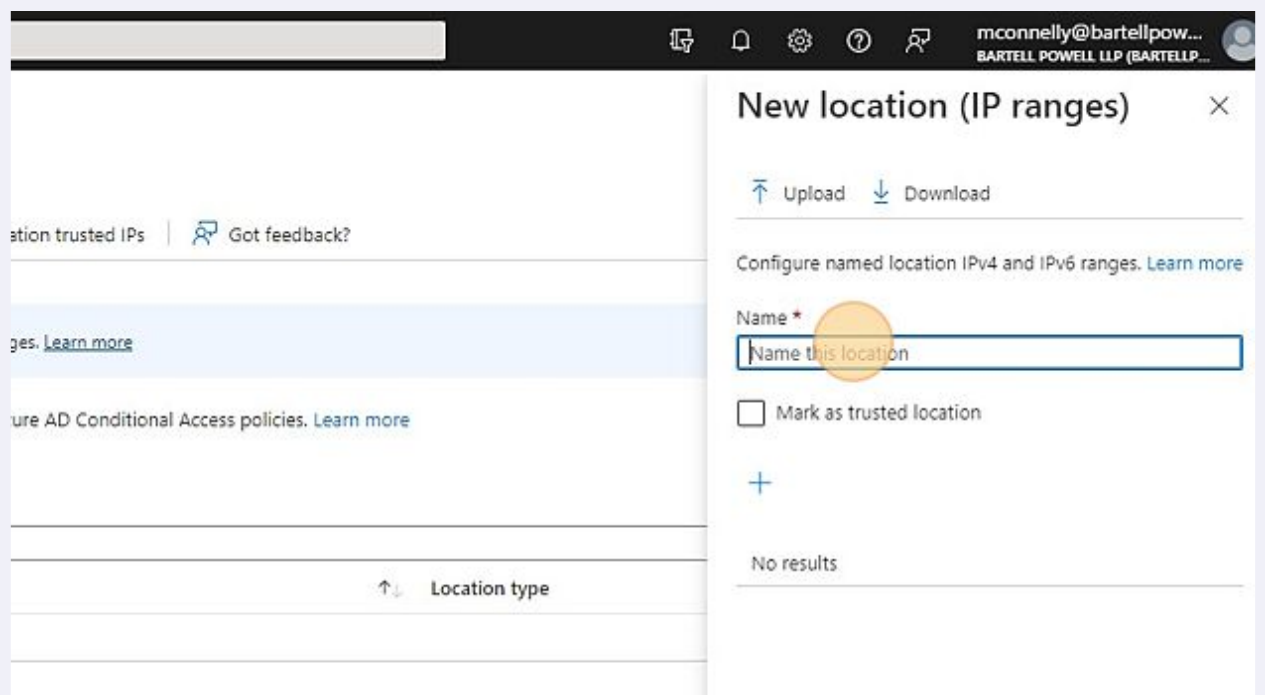 mconnelly@bartellpow...
BARTELL POWELL LLP (BARTELLP...
New location (IP ranges)
Upload
Download
ation trusted IPs
Got feedback?
Configure named location IPv4 and IPv6 ranges. Learn more
Name *
Name this location
ges. Learn more
Mark as trusted location
ure AD Conditional Access policies. Learn more
No results
Location type